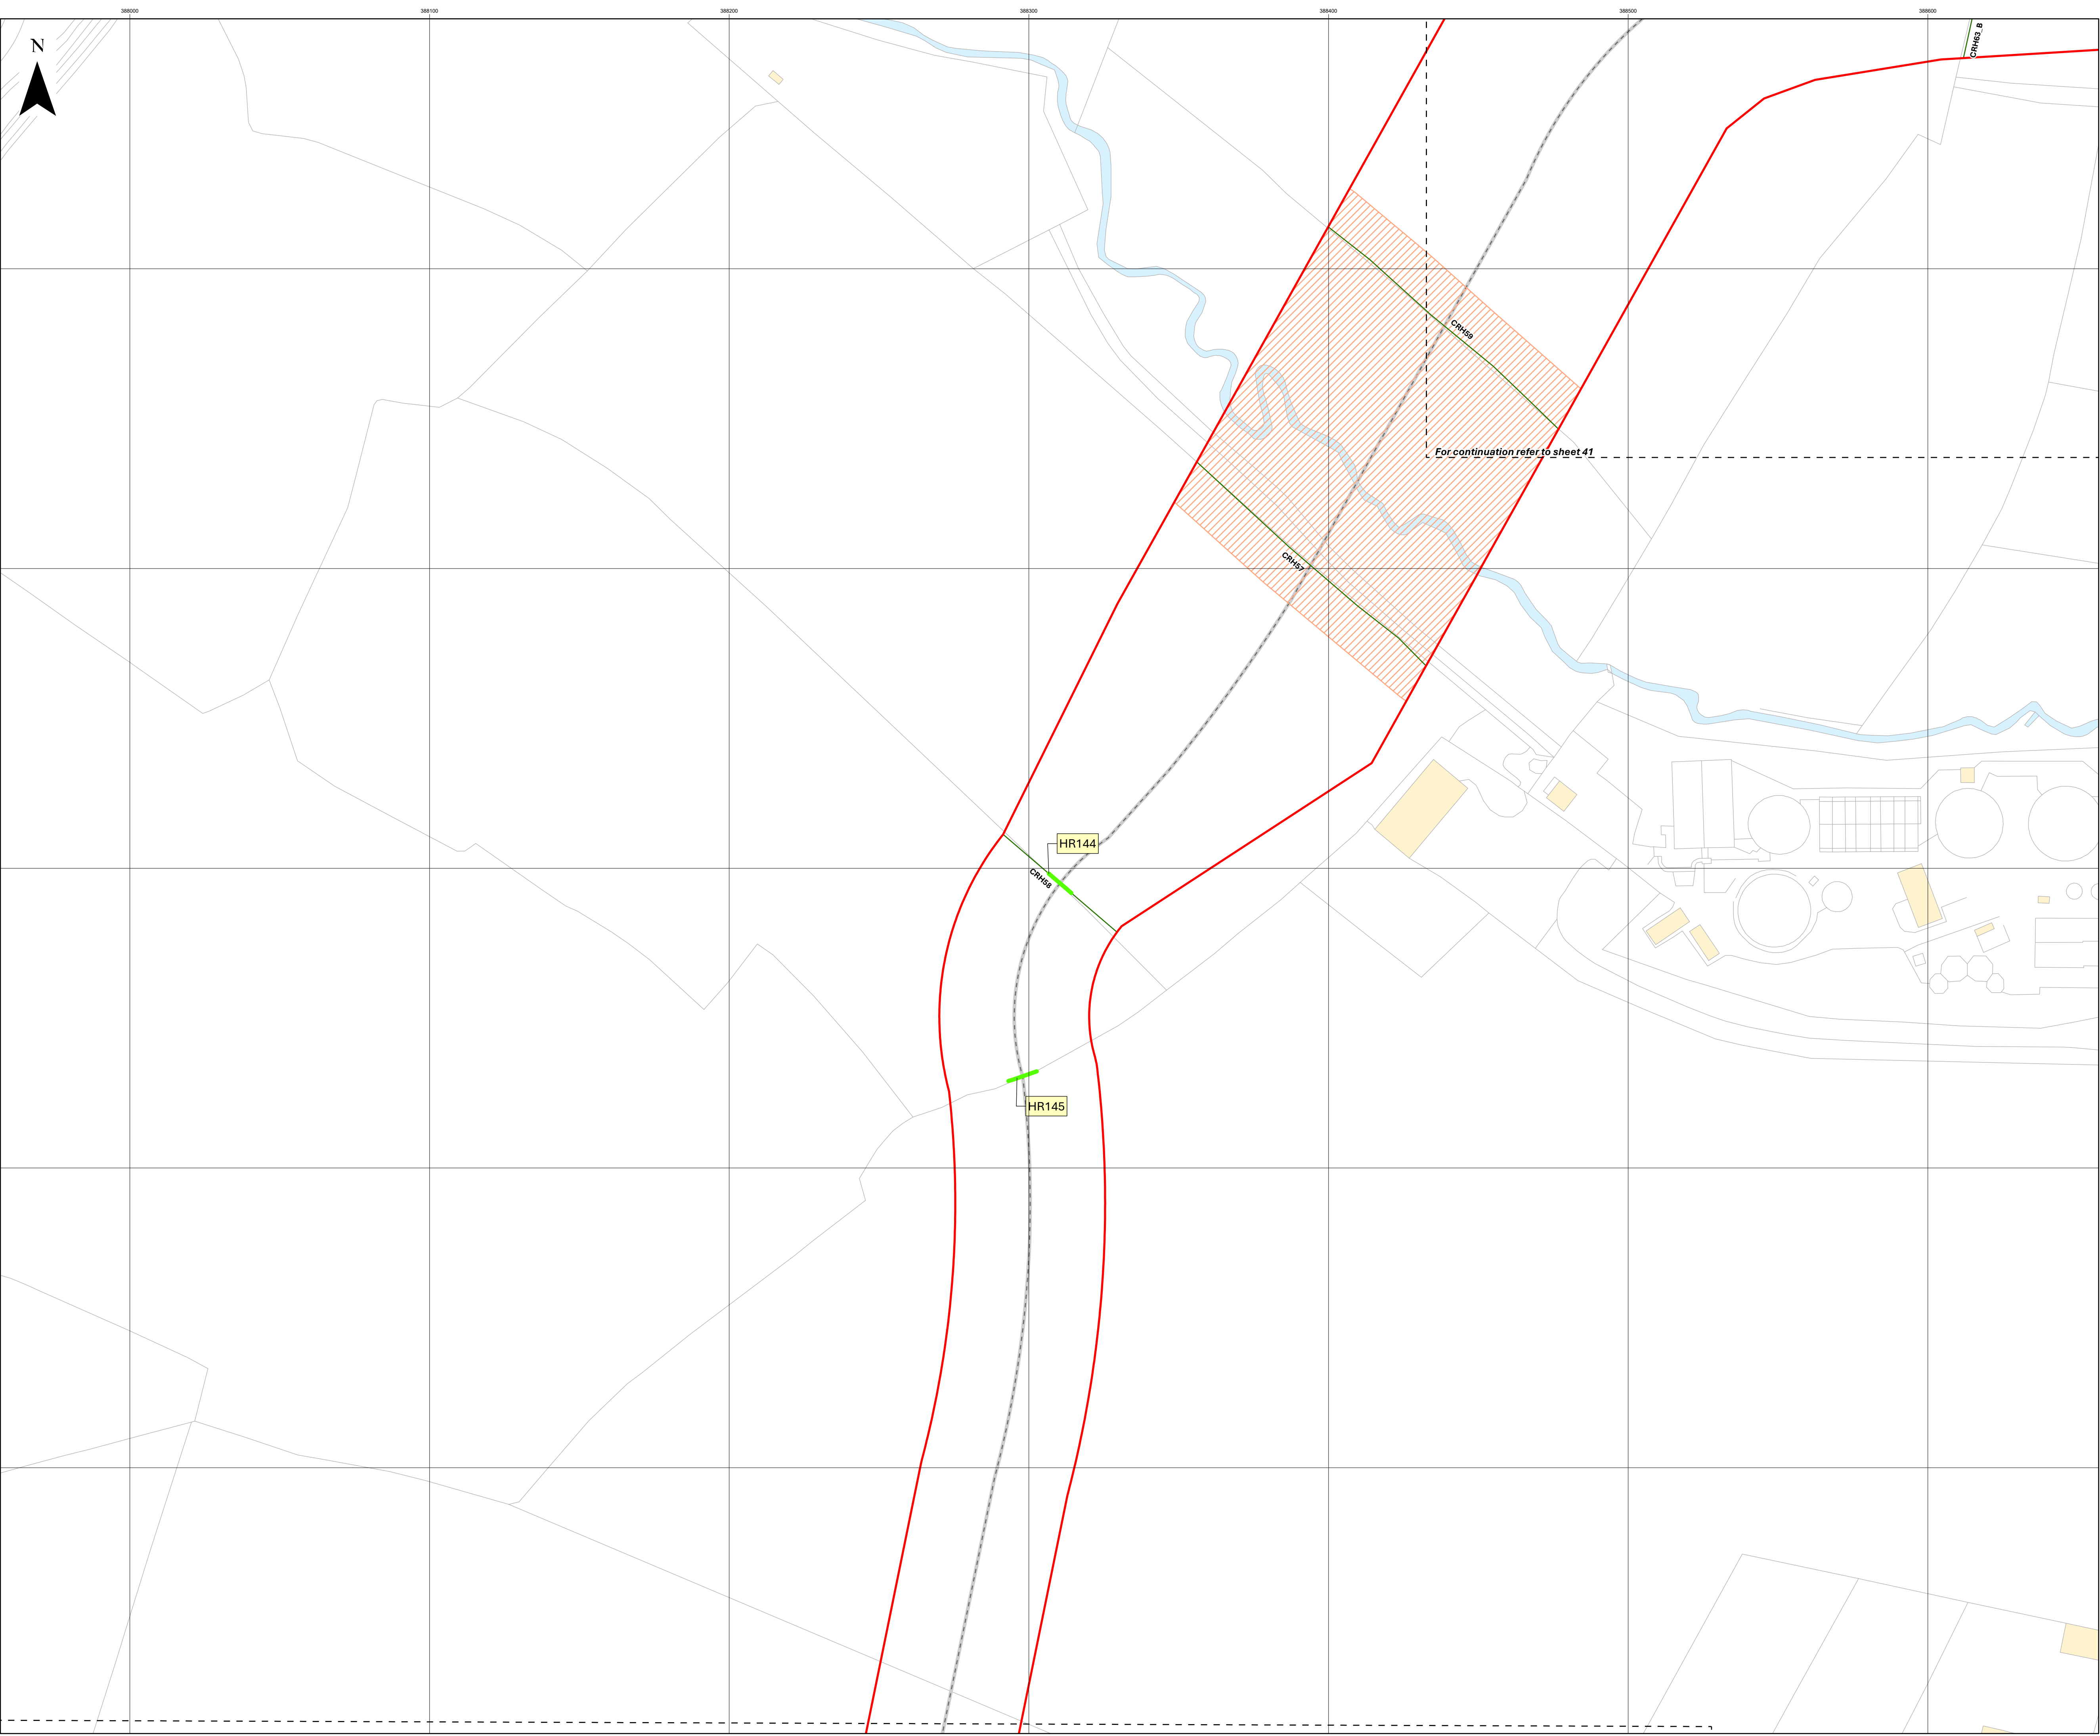 388000
388100
388200
388300
388400
388500
388600
N
CRH63_B
CRH59
For continuation refer to sheet 41
CRH57
HR144
CRH58
HR145